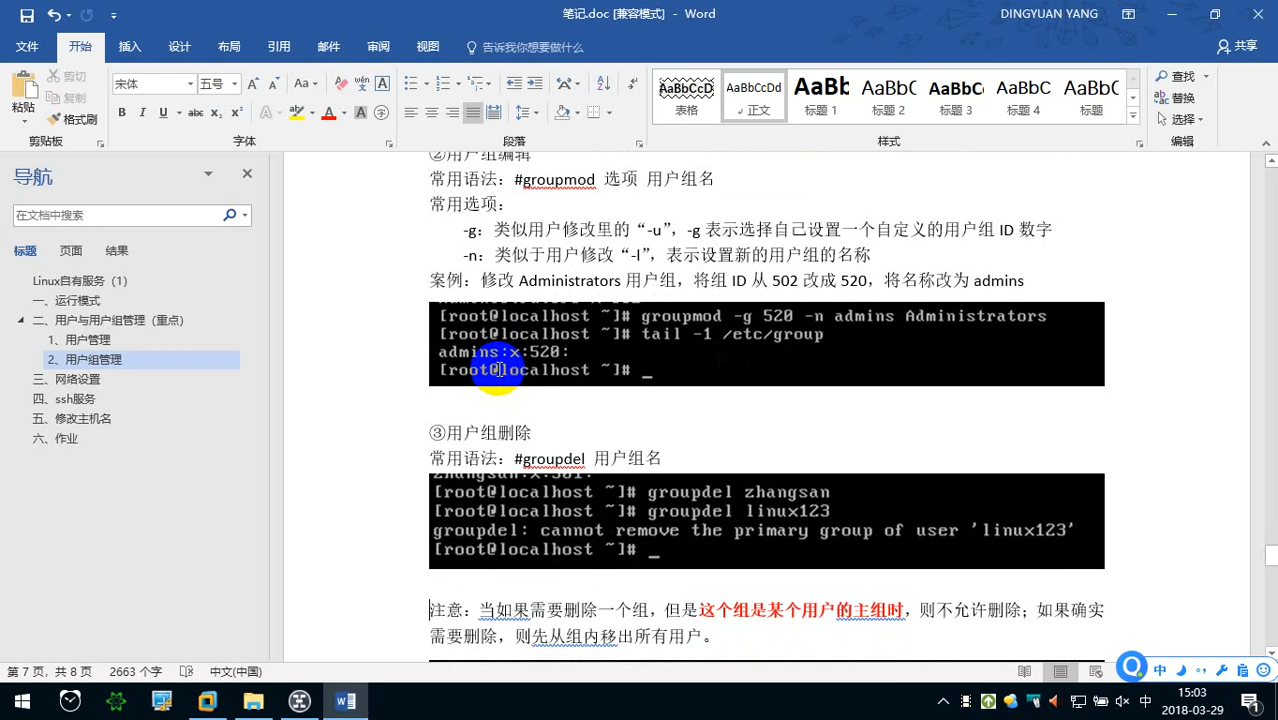 笔记.doc [兼容模式] - Word
DINGYUAN YANG
文件 开始 插入 设计 布局 引用 邮件 审阅 视图 告诉我你想要做什么 共享
粘贴 剪切 复制 格式刷
宋体 五号
AaBbCcD AaBbCcDd AaBb AaBbC AaBbC AaBbC AaBbC
表格 正文 标题 1 标题 2 标题 3 标题 4 标题
查找 替换 选择
剪贴板 字体 段落 样式 编辑
导航
在文档中搜索
标题 页面 结果
Linux自有服务（1）
一、运行模式
二、用户与用户组管理（重点）
1、用户管理
2、用户组管理
三、网络设置
四、ssh服务
五、修改主机名
六、作业
②用户组编辑
常用语法：#groupmod 选项 用户组名
常用选项：
-g：类似用户修改里的“-u”，-g 表示选择自己设置一个自定义的用户组 ID 数字
-n：类似于用户修改“-l”，表示设置新的用户组的名称
案例：修改 Administrators 用户组，将组 ID 从 502 改成 520，将名称改为 admins
[root@localhost ~]# groupmod -g 520 -n admins Administrators
[root@localhost ~]# tail -1 /etc/group
admins:x:520:
[root@localhost ~]# _
③用户组删除
常用语法：#groupdel 用户组名
zhangsan:x:501:
[root@localhost ~]# groupdel zhangsan
[root@localhost ~]# groupdel linux123
groupdel: cannot remove the primary group of user 'linux123'
[root@localhost ~]# _
注意：当如果需要删除一个组，但是这个组是某个用户的主组时，则不允许删除；如果确实
需要删除，则先从组内移出所有用户。
第 7 页，共 8 页 2663 个字 中文(中国)
中
中 15:03
2018-03-29